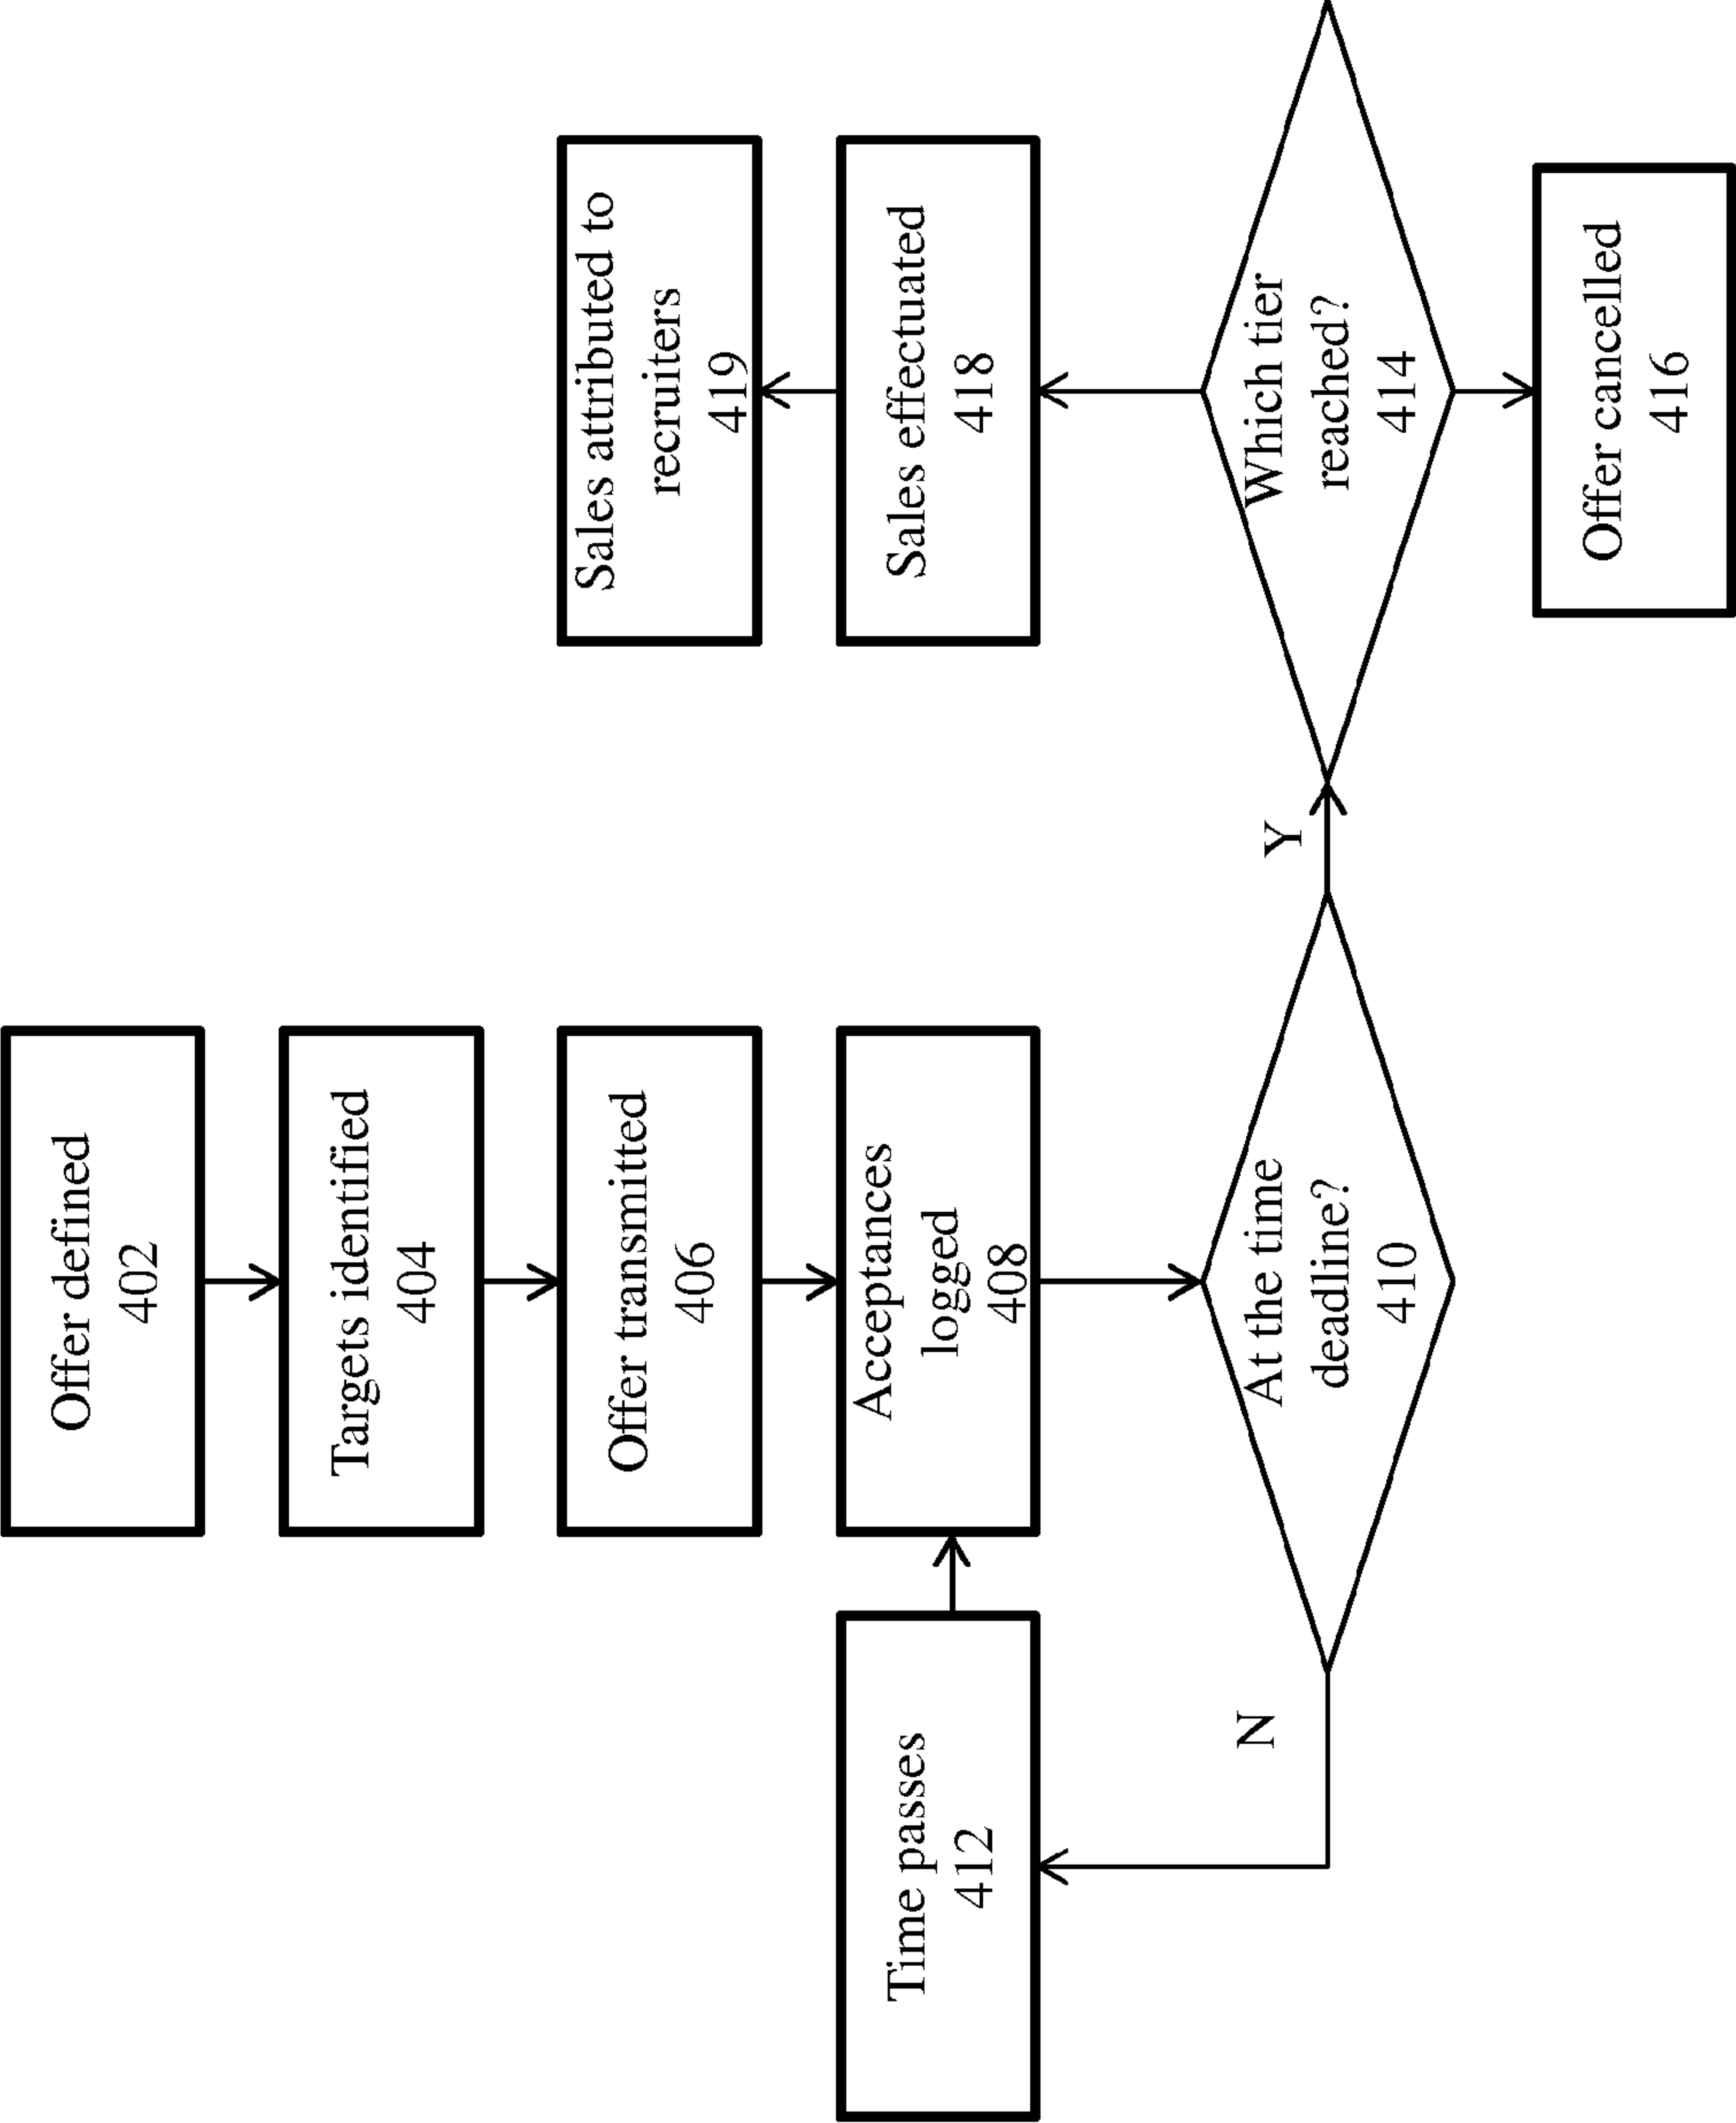 Offer defined
402
Targets identified
404
Offer transmitted
406
Acceptances
logged
408
Time passes
412
At the time
deadline?
410
N
Y
Which tier
reached?
414
Offer cancelled
416
Sales effectuated
418
Sales attributed to
recruiters
419